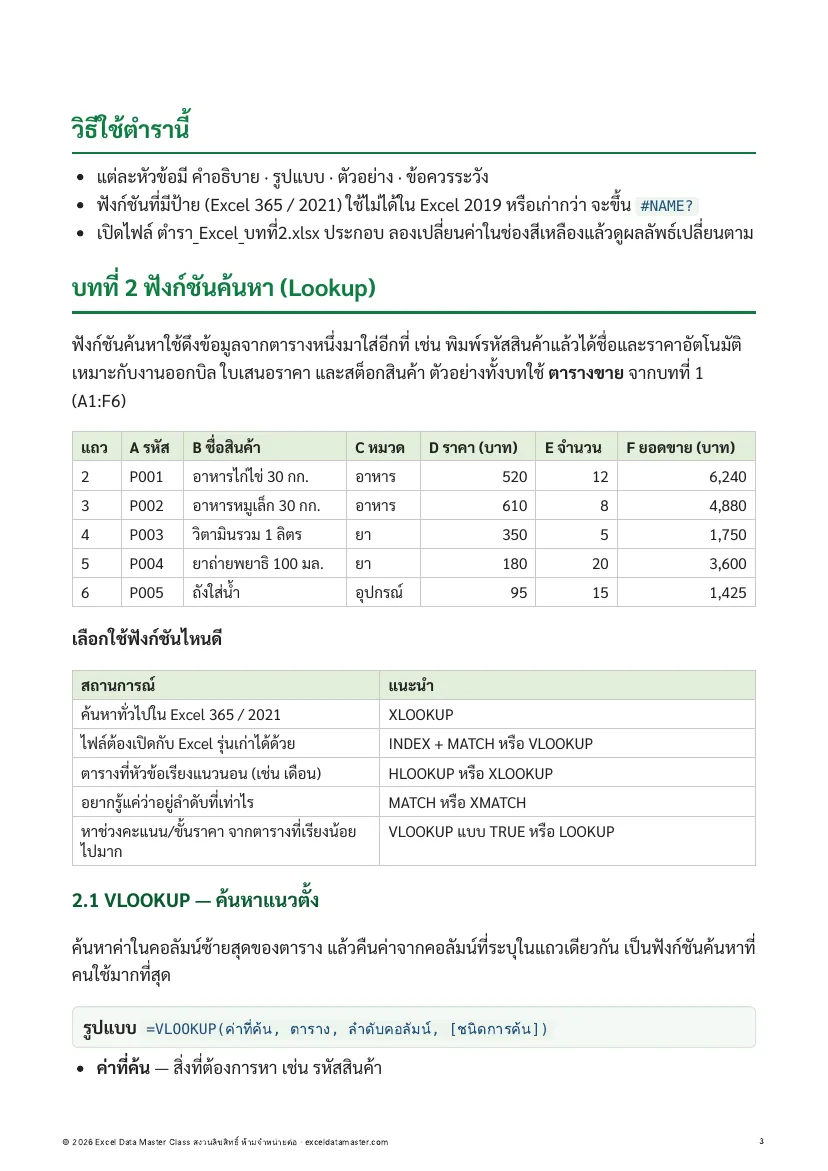 วิธีใช้ตำรานี้
• แต่ละหัวข้อมี คำอธิบาย · รูปแบบ · ตัวอย่าง · ข้อควรระวัง
• ฟังก์ชันที่มีป้าย (Excel 365 / 2021) ใช้ไม่ได้ใน Excel 2019 หรือเก่ากว่า จะขึ้น #NAME?
• เปิดไฟล์ ตำรา_Excel_บทที่2.xlsx ประกอบ ลองเปลี่ยนค่าในช่องสีเหลืองแล้วดูผลลัพธ์เปลี่ยนตาม
บทที่ 2 ฟังก์ชันค้นหา (Lookup)
ฟังก์ชันค้นหาใช้ดึงข้อมูลจากตารางหนึ่งมาใส่อีกที่ เช่น พิมพ์รหัสสินค้าแล้วได้ชื่อและราคาอัตโนมัติ
เหมาะกับงานออกบิล ใบเสนอราคา และสต็อกสินค้า ตัวอย่างทั้งบทใช้ ตารางขาย จากบทที่ 1
(A1:F6)
แถว A รหัส B ชื่อสินค้า C หมวด D ราคา (บาท) E จำนวน F ยอดขาย (บาท)
2 P001 อาหารไก่ไข่ 30 กก. อาหาร 520 12 6,240
3 P002 อาหารหมูเล็ก 30 กก. อาหาร 610 8 4,880
4 P003 วิตามินรวม 1 ลิตร ยา 350 5 1,750
5 P004 ยาถ่ายพยาธิ 100 มล. ยา 180 20 3,600
6 P005 ถังใส่น้ำ อุปกรณ์ 95 15 1,425
เลือกใช้ฟังก์ชันไหนดี
สถานการณ์ แนะนำ
ค้นหาทั่วไปใน Excel 365 / 2021 XLOOKUP
ไฟล์ต้องเปิดกับ Excel รุ่นเก่าได้ด้วย INDEX + MATCH หรือ VLOOKUP
ตารางที่หัวข้อเรียงแนวนอน (เช่น เดือน) HLOOKUP หรือ XLOOKUP
อยากรู้แค่ว่าอยู่ลำดับที่เท่าไร MATCH หรือ XMATCH
หาช่วงคะแนน/ขั้นราคา จากตารางที่เรียงน้อย VLOOKUP แบบ TRUE หรือ LOOKUP
ไปมาก
2.1 VLOOKUP — ค้นหาแนวตั้ง
ค้นหาค่าในคอลัมน์ซ้ายสุดของตาราง แล้วคืนค่าจากคอลัมน์ที่ระบุในแถวเดียวกัน เป็นฟังก์ชันค้นหาที่
คนใช้มากที่สุด
รูปแบบ =VLOOKUP(ค่าที่ค้น, ตาราง, ลำดับคอลัมน์, [ชนิดการค้น])
• ค่าที่ค้น — สิ่งที่ต้องการหา เช่น รหัสสินค้า
© 2026 Excel Data Master Class สงวนลิขสิทธิ์ ห้ามจำหน่ายต่อ · exceldatamaster.com 3